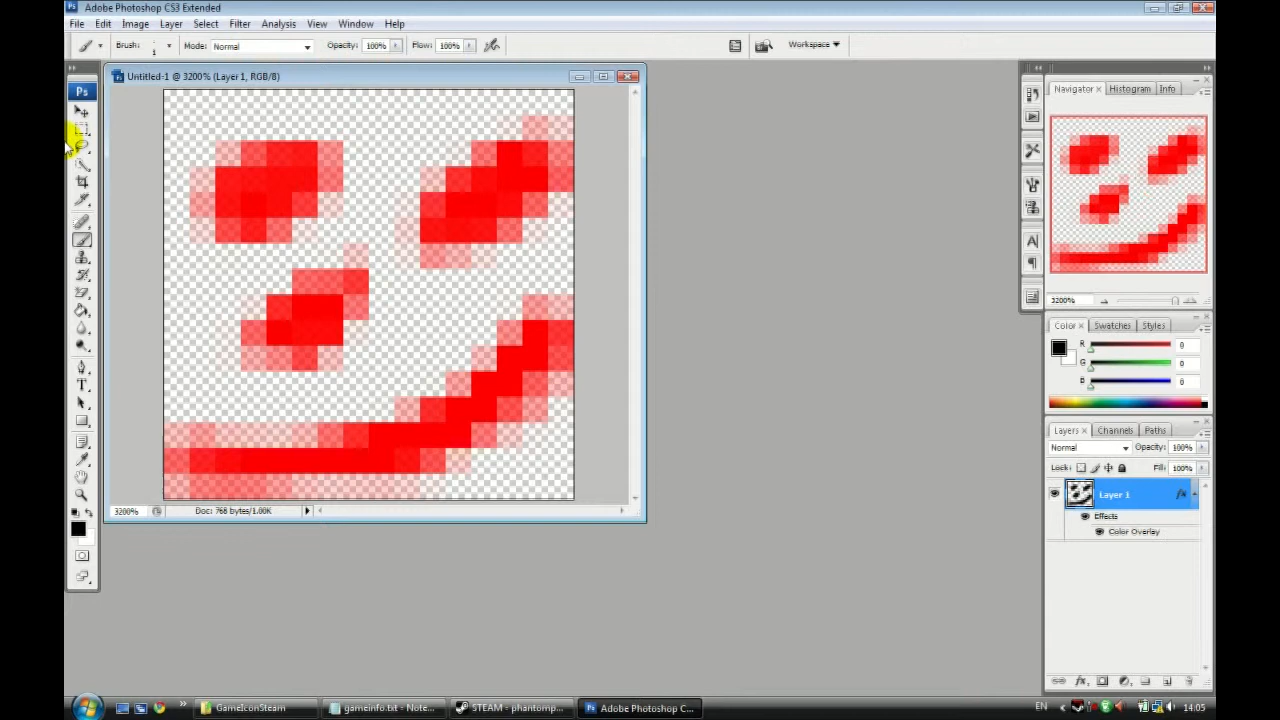 Adobe Photoshop CS3 Extended
File Edit Image Layer Select Filter Analysis View Window Help
Brush: 1 Mode: Normal Opacity: 100% Flow: 100% Workspace
Untitled-1 @ 3200% (Layer 1, RGB/8)
Ps
Navigator × Histogram Info
3200%
Color × Swatches Styles
R 0
G 0
B 0
Layers × Channels Paths
Normal Opacity: 100%
Lock: Fill: 100%
Layer 1 fx
Effects
Color Overlay
3200% Doc: 768 bytes/1.00K
GameIconSteam gameinfo.txt - Note... STEAM - phantomp... Adobe Photoshop C... EN 14:05